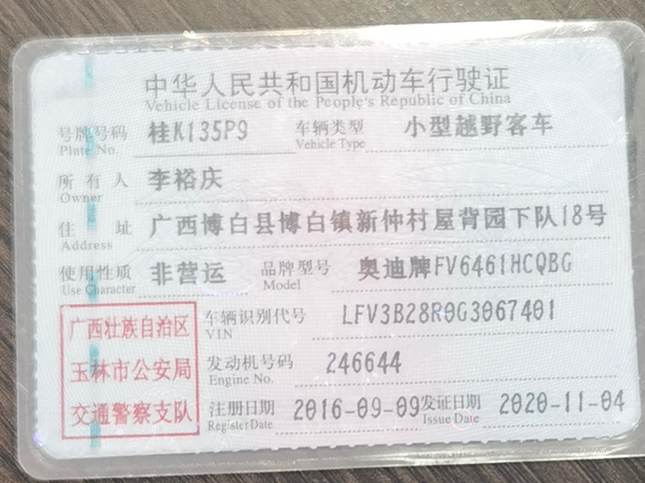 中华人民共和国机动车行驶证
Vehicle License of the People's Republic of China
号牌号码 桂K135P9 车辆类型 小型越野客车
Plate No. Vehicle Type
所有人 李裕庆
Owner
住址 广西博白县博白镇新仲村屋背园下队18号
Address
使用性质 非营运 品牌型号 奥迪牌FV6461HCQBG
Use Character Model
广西壮族自治区
玉林市公安局
交通警察支队
车辆识别代号 LFV3B28R0G3067401
VIN
发动机号码 246644
Engine No.
注册日期 2016-09-09 发证日期 2020-11-04
Register Date Issue Date